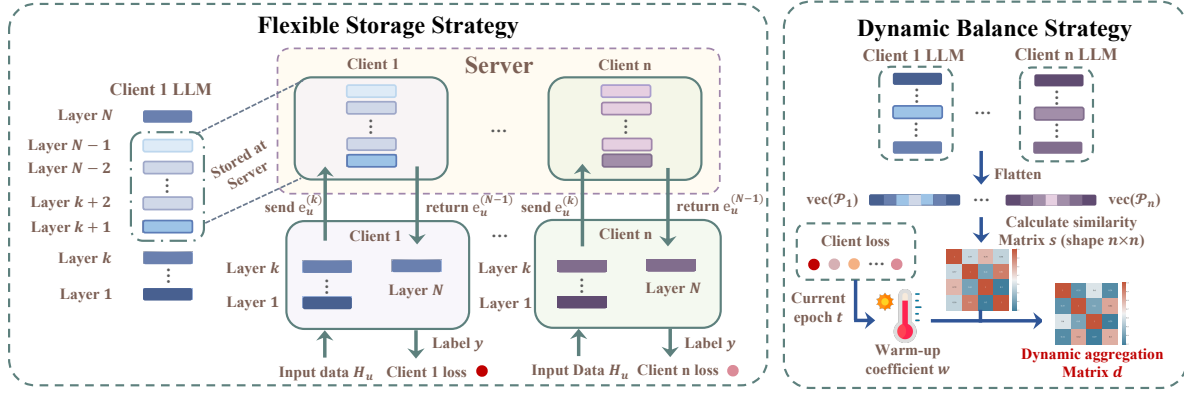 Flexible Storage Strategy
Client 1 LLM
Layer N
Layer N − 1
Layer N − 2
Layer k + 2
Layer k + 1
Layer k
Layer 1
Stored at
Server
Server
Client 1
Client n
...
send e_u^(k)
return e_u^(N−1)
send e_u^(k)
return e_u^(N−1)
Client 1
Layer k
Layer 1
Layer N
...
Client n
Layer k
Layer 1
Layer N
Label y
Label y
Input data H_u
Client 1 loss
Input Data H_u
Client n loss
Dynamic Balance Strategy
Client 1 LLM
Client n LLM
...
Flatten
vec(𝒫_1)
...
vec(𝒫_n)
Calculate similarity
Matrix s (shape n×n)
Client loss
Current
epoch t
Warm-up
coefficient w
Dynamic aggregation
Matrix d